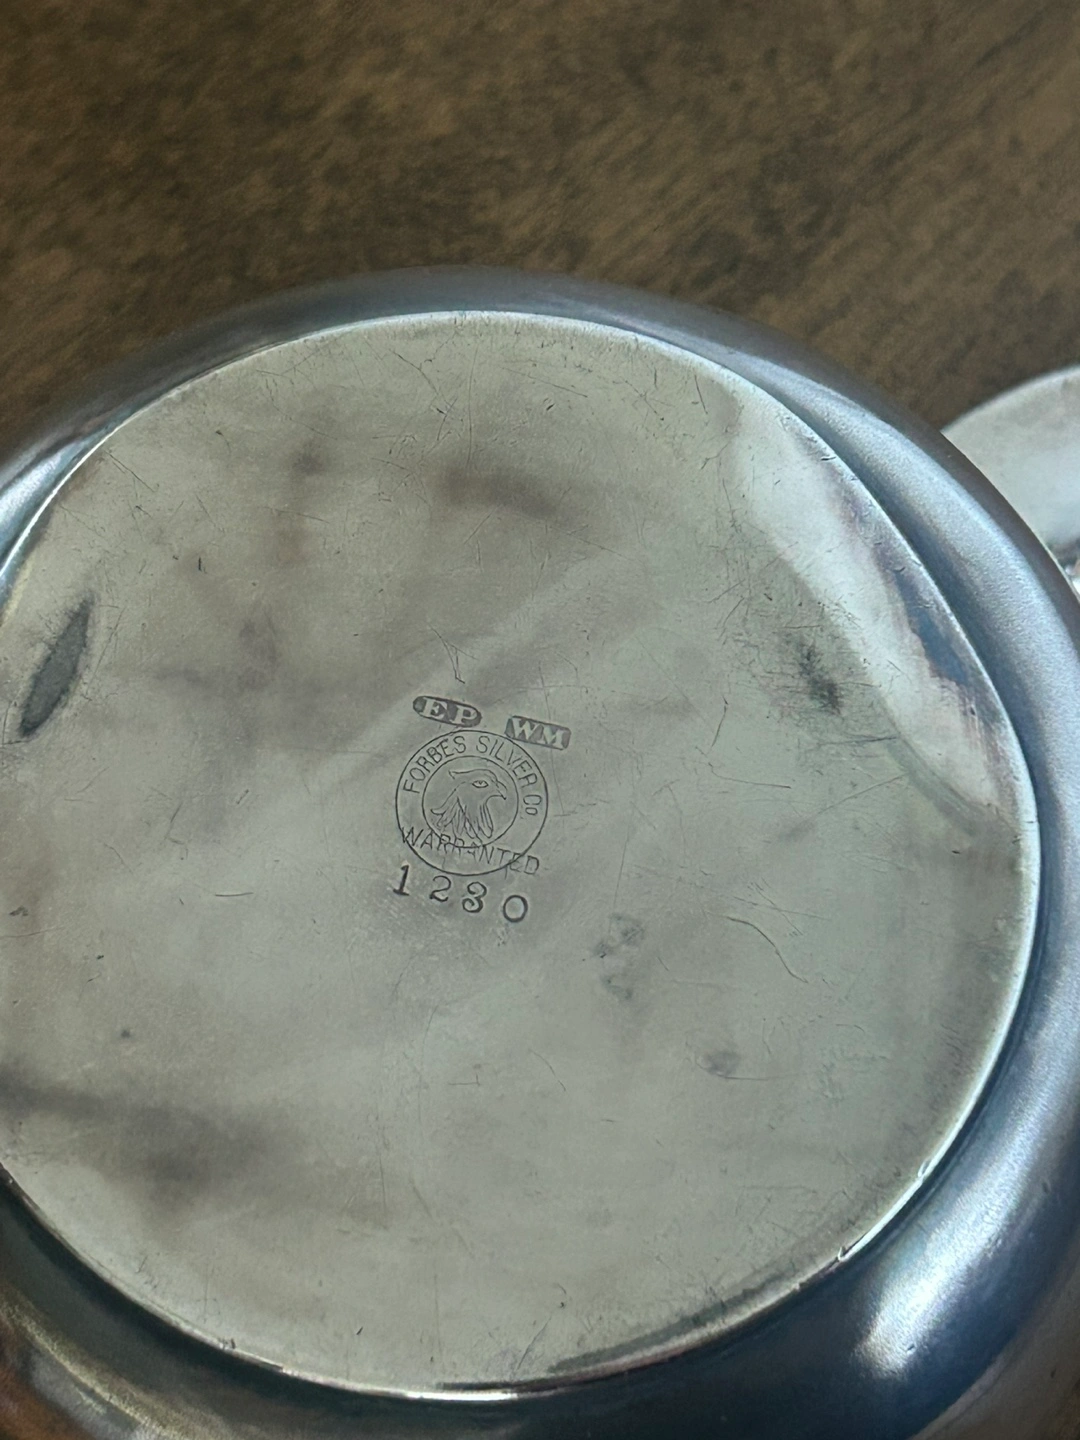 EP WM
FORBES SILVER Co
WARRANTED
1230